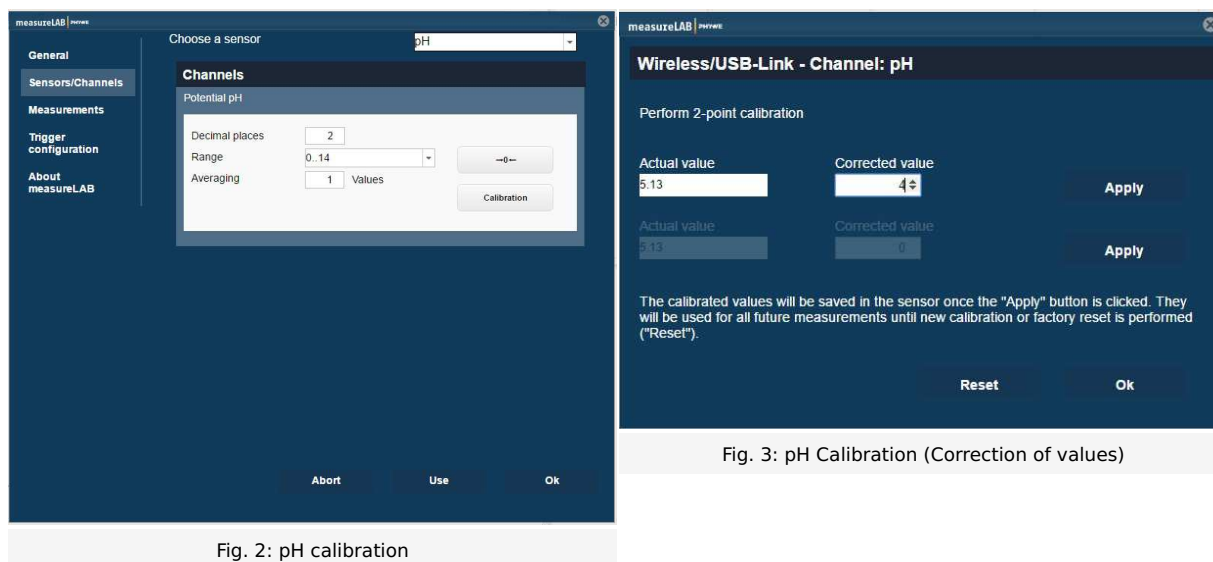 measureLAB PHYWE
General
Sensors/Channels
Measurements
Trigger
configuration
About
measureLAB
Choose a sensor pH
Channels
Potential pH
Decimal places 2
Range 0..14
Averaging 1 Values
→0←
Calibration
Abort Use Ok
Fig. 2: pH calibration
measureLAB PHYWE
Wireless/USB-Link - Channel: pH
Perform 2-point calibration
Actual value Corrected value
5.13 4 Apply
Actual value Corrected value
5.13 0 Apply
The calibrated values will be saved in the sensor once the "Apply" button is clicked. They
will be used for all future measurements until new calibration or factory reset is performed
("Reset").
Reset Ok
Fig. 3: pH Calibration (Correction of values)